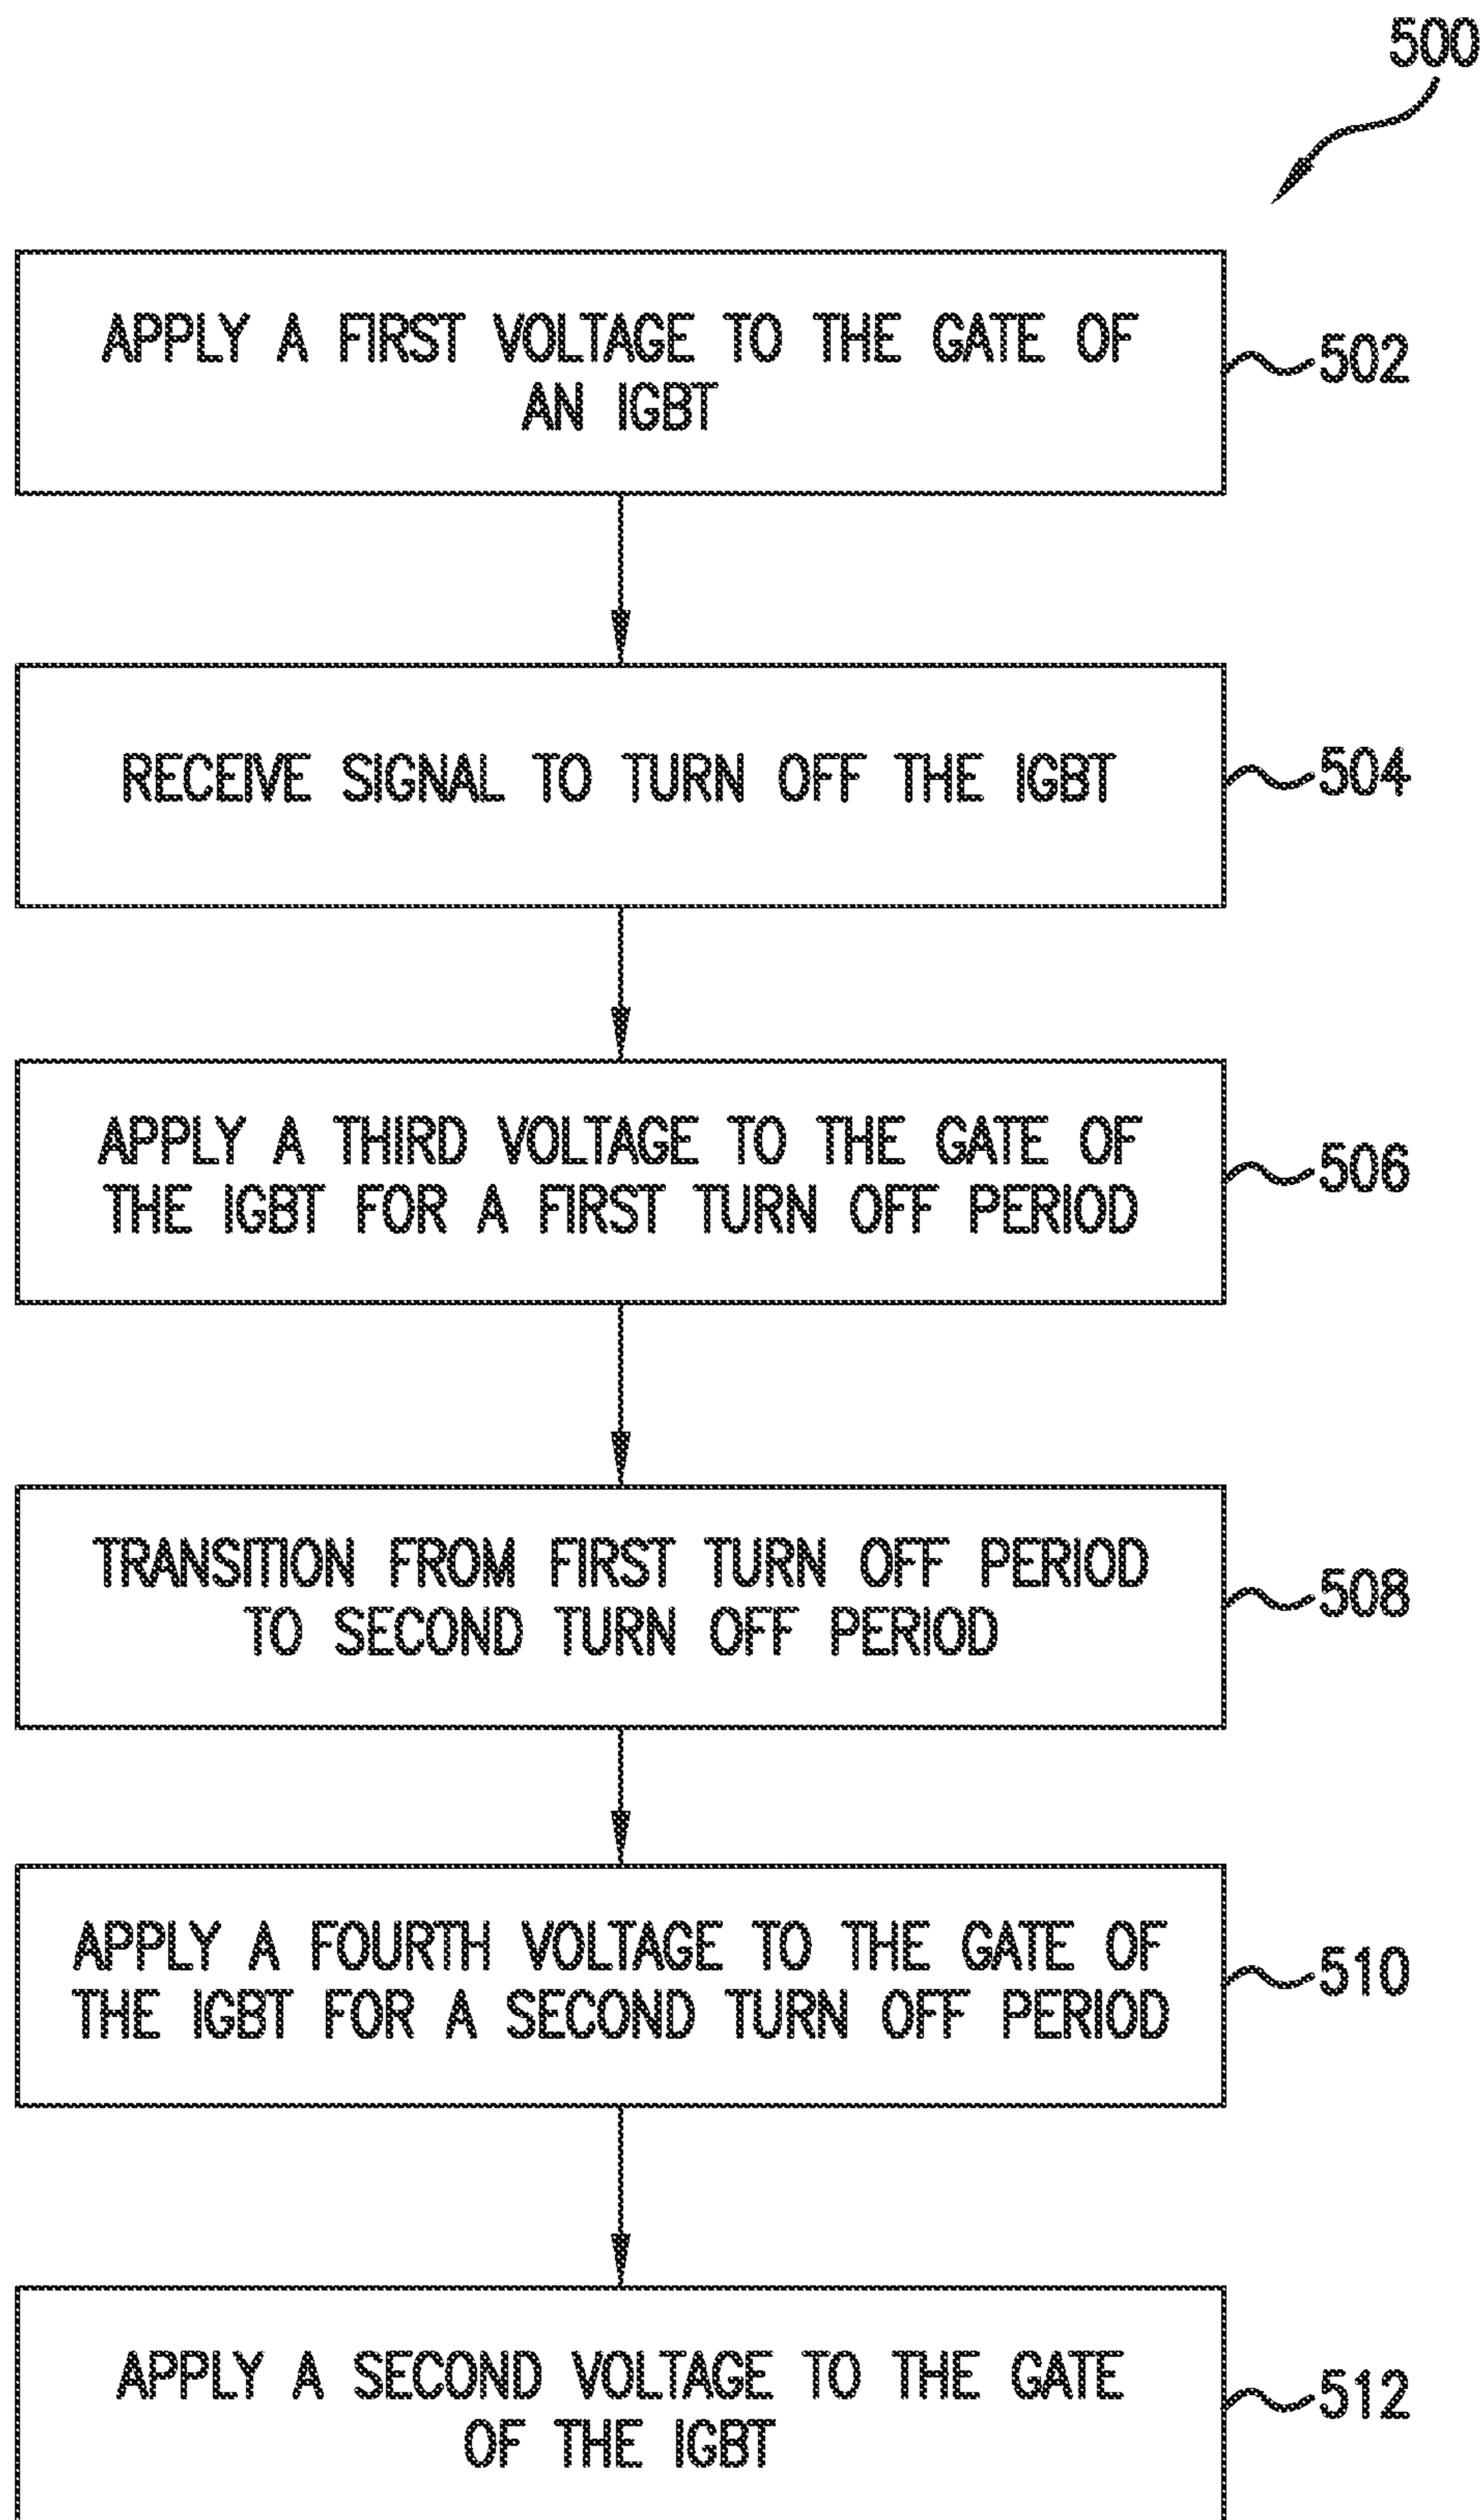 500
APPLY A FIRST VOLTAGE TO THE GATE OF
AN IGBT
502
RECEIVE SIGNAL TO TURN OFF THE IGBT
504
APPLY A THIRD VOLTAGE TO THE GATE OF
THE IGBT FOR A FIRST TURN OFF PERIOD
506
TRANSITION FROM FIRST TURN OFF PERIOD
TO SECOND TURN OFF PERIOD
508
APPLY A FOURTH VOLTAGE TO THE GATE OF
THE IGBT FOR A SECOND TURN OFF PERIOD
510
APPLY A SECOND VOLTAGE TO THE GATE
OF THE IGBT
512